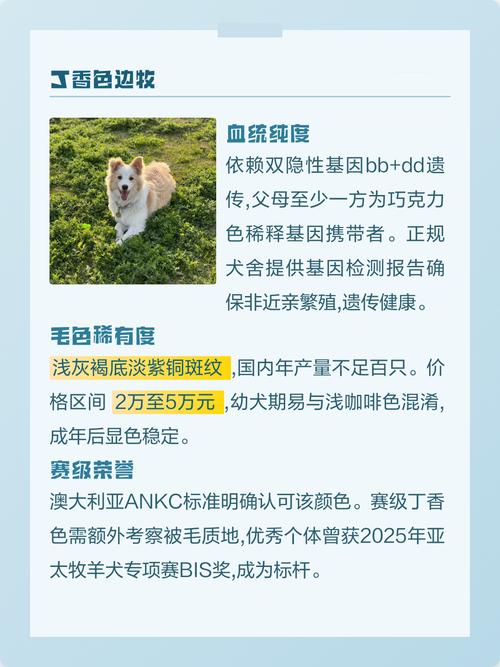 丁香色边牧
血统纯度
依赖双隐性基因bb+dd遗
传,父母至少一方为巧克力
色稀释基因携带者。正规
犬舍提供基因检测报告确
保非近亲繁殖,遗传健康。
毛色稀有度
浅灰褐底淡紫铜斑纹,国内年产量不足百只。价
格区间2万至5万元,幼犬期易与浅咖啡色混淆,
成年后显色稳定。
赛级荣誉
澳大利亚ANKC标准明确认可该颜色。赛级丁香
色需额外考察被毛质地,优秀个体曾获2025年亚
太牧羊犬专项赛BIS奖,成为标杆。